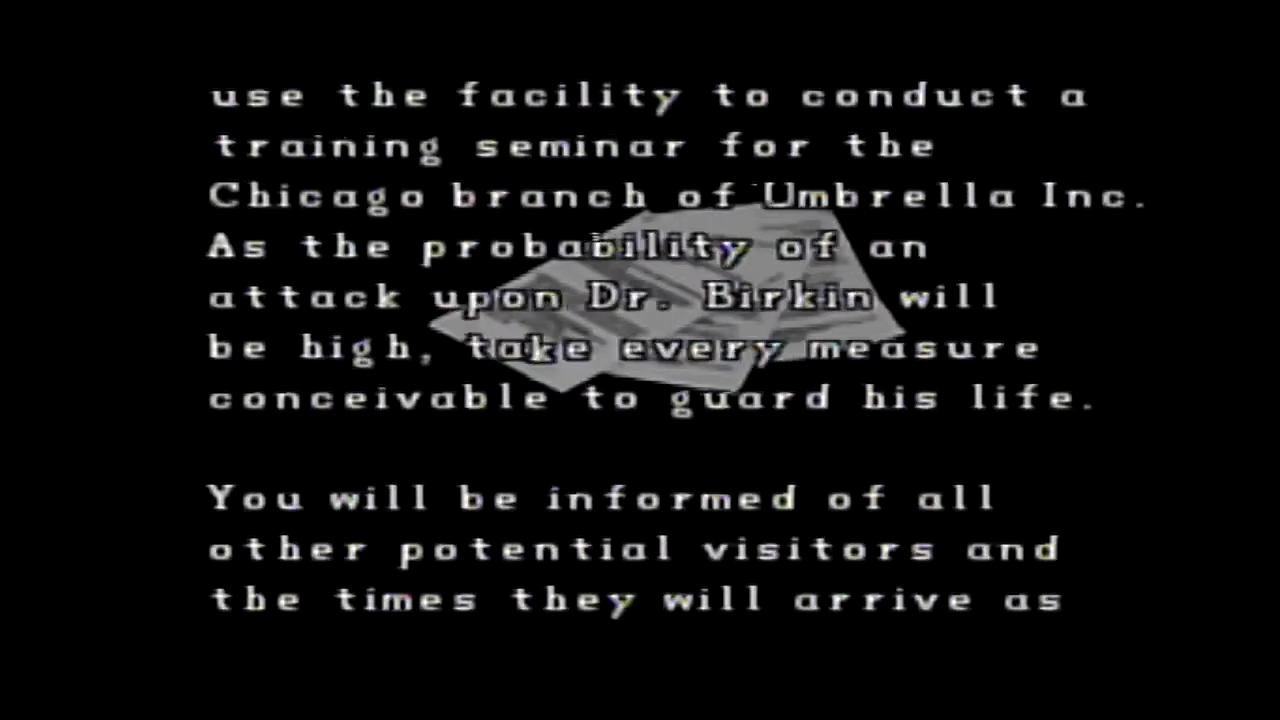 use the facility to conduct a
training seminar for the
Chicago branch of Umbrella Inc.
As the probability of an
attack upon Dr. Birkin will
be high, take every measure
conceivable to guard his life.
You will be informed of all
other potential visitors and
the times they will arrive as